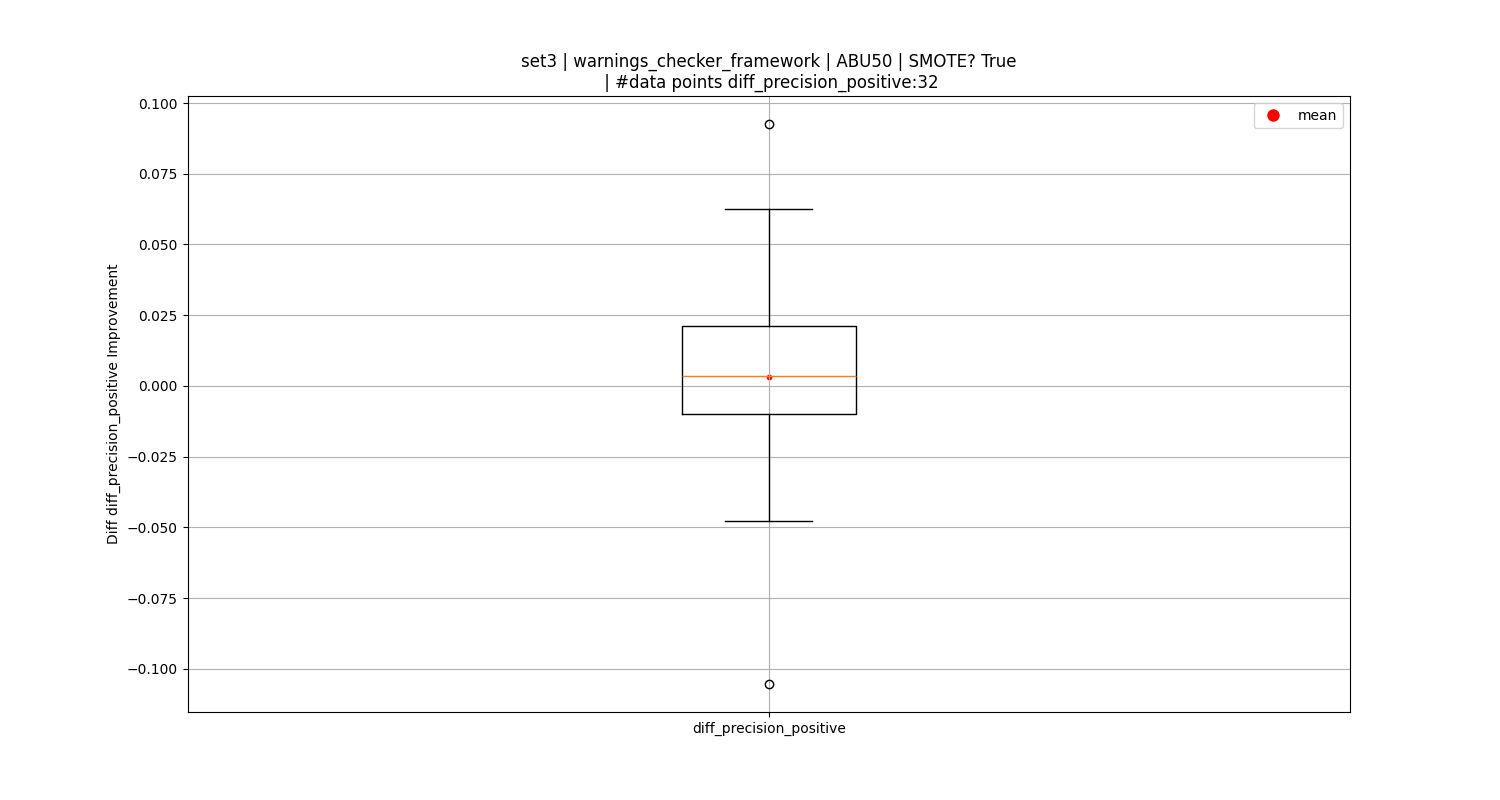 set3 | warnings_checker_framework | ABU50 | SMOTE? True
| #data points diff_precision_positive:32
mean
0.100
0.075
0.050
0.025
0.000
−0.025
−0.050
−0.075
−0.100
Diff diff_precision_positive Improvement
diff_precision_positive